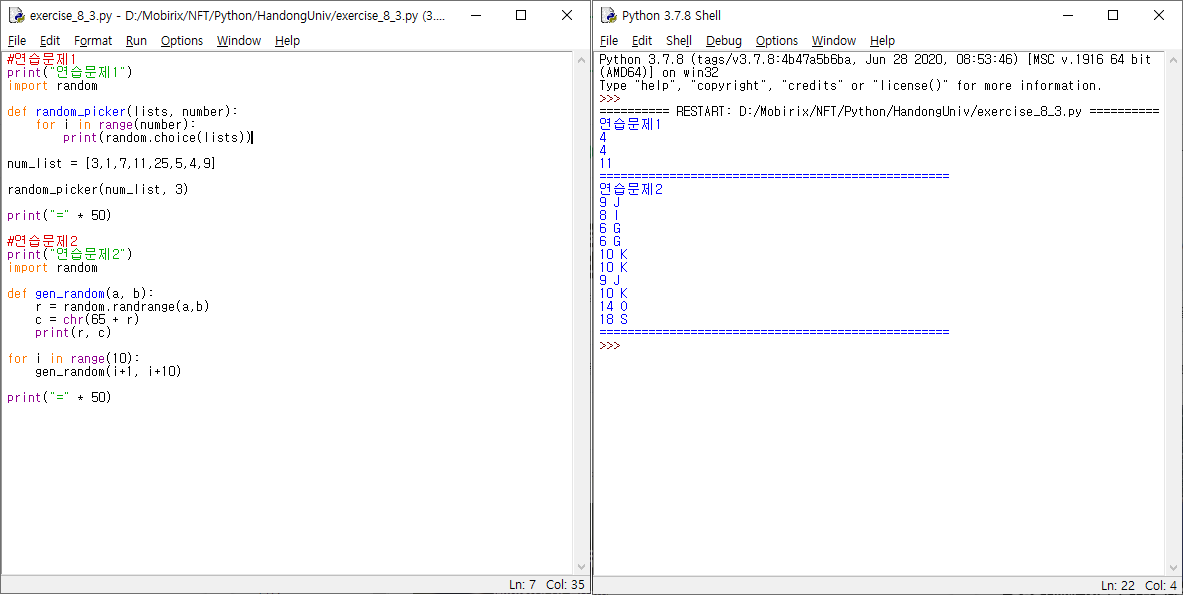 exercise_8_3.py - D:/Mobirix/NFT/Python/HandongUniv/exercise_8_3.py (3....
File Edit Format Run Options Window Help
#연습문제1
print("연습문제1")
import random
def random_picker(lists, number):
    for i in range(number):
        print(random.choice(lists))
num_list = [3,1,7,11,25,5,4,9]
random_picker(num_list, 3)
print("=" * 50)
#연습문제2
print("연습문제2")
import random
def gen_random(a, b):
    r = random.randrange(a,b)
    c = chr(65 + r)
    print(r, c)
for i in range(10):
    gen_random(i+1, i+10)
print("=" * 50)
Ln: 7 Col: 35
Python 3.7.8 Shell
File Edit Shell Debug Options Window Help
Python 3.7.8 (tags/v3.7.8:4b47a5b6ba, Jun 28 2020, 08:53:46) [MSC v.1916 64 bit
(AMD64)] on win32
Type "help", "copyright", "credits" or "license()" for more information.
>>>
========== RESTART: D:/Mobirix/NFT/Python/HandongUniv/exercise_8_3.py ==========
연습문제1
4
4
11
==================================================
연습문제2
9 J
8 I
6 G
6 G
10 K
10 K
9 J
10 K
14 O
18 S
==================================================
>>>
Ln: 22 Col: 4